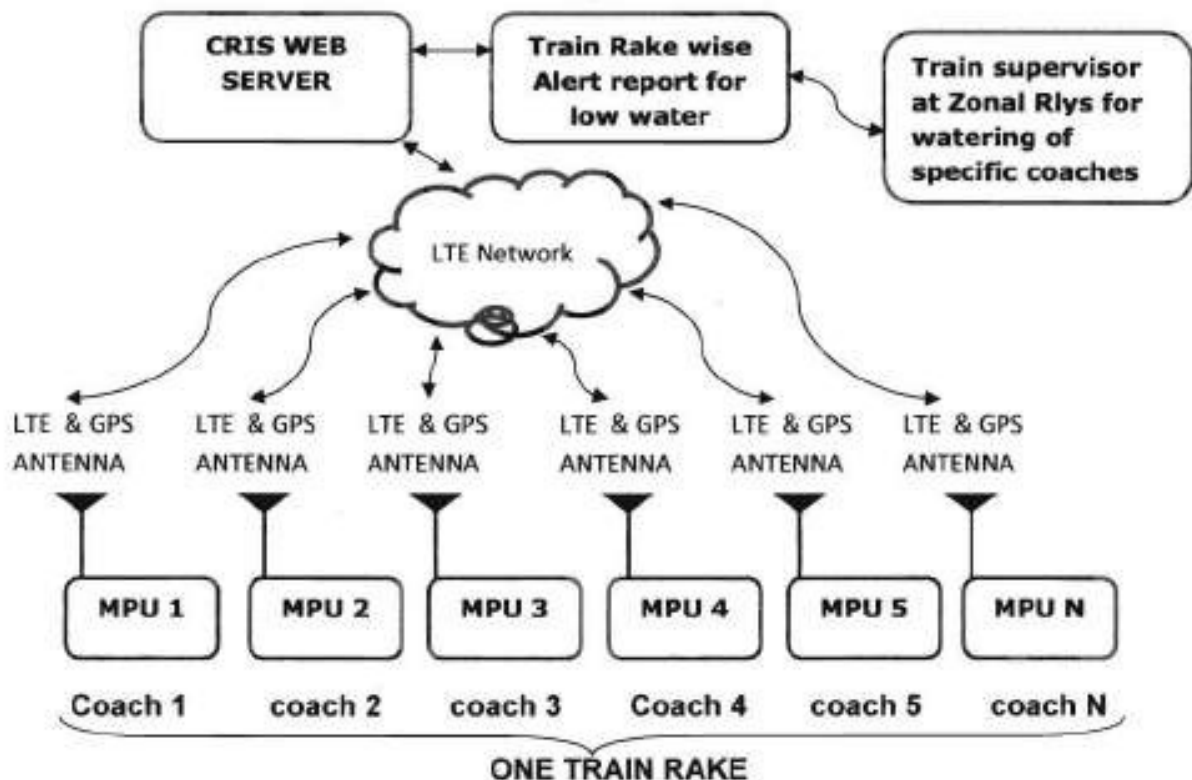 CRIS WEB
SERVER
Train Rake wise
Alert report for
low water
Train supervisor
at Zonal Rlys for
watering of
specific coaches
LTE Network
LTE & GPS
ANTENNA
LTE & GPS
ANTENNA
LTE & GPS
ANTENNA
LTE & GPS
ANTENNA
LTE & GPS
ANTENNA
LTE & GPS
ANTENNA
MPU 1
MPU 2
MPU 3
MPU 4
MPU 5
MPU N
Coach 1
coach 2
coach 3
Coach 4
coach 5
coach N
ONE TRAIN RAKE